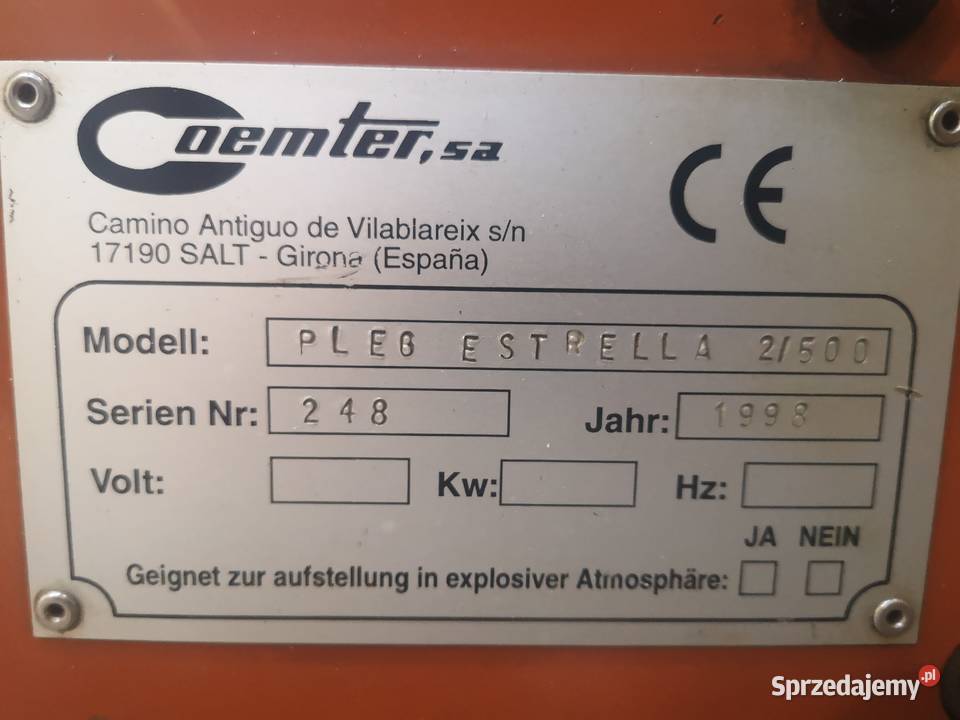 Coemter, sa
CE
Camino Antiguo de Vilablareix s/n
17190 SALT - Girona (España)
Modell: PLEG ESTRELLA 2/500
Serien Nr: 248 Jahr: 1998
Volt: Kw: Hz:
JA NEIN
Geignet zur aufstellung in explosiver Atmosphäre:
Sprzedajemy.pl